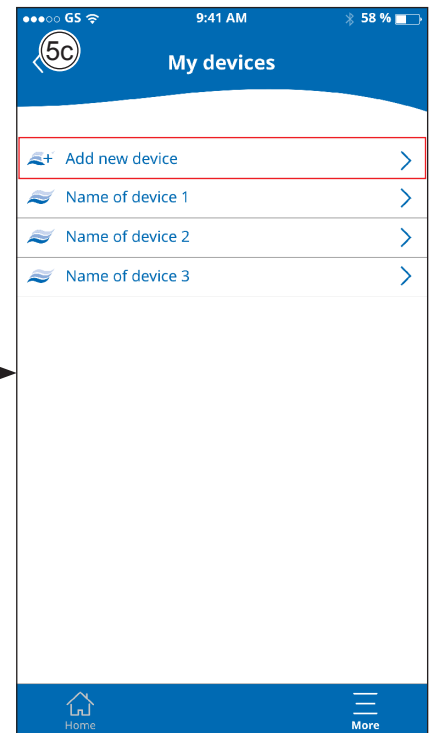 GS 9:41 AM 58 %
5c
My devices
Add new device
Name of device 1
Name of device 2
Name of device 3
Home More